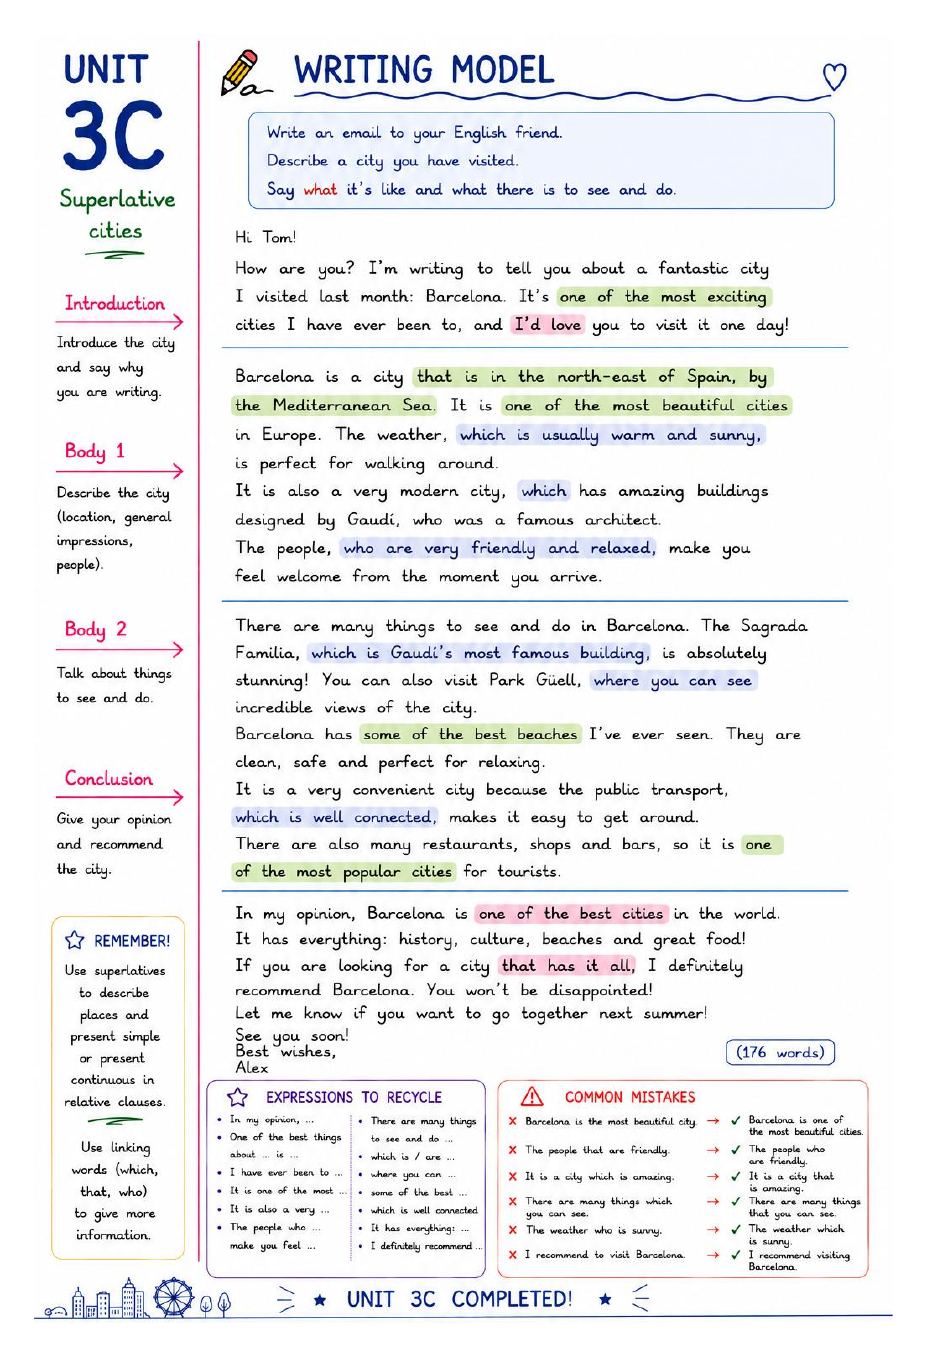 UNIT
3C
Superlative
cities
Introduction
Introduce the city
and say why
you are writing.
Body 1
Describe the city
(location, general
impressions,
people).
Body 2
Talk about things
to see and do.
Conclusion
Give your opinion
and recommend
the city.
REMEMBER!
Use superlatives
to describe
places and
present simple
or present
continuous in
relative clauses.
Use linking
words (which,
that, who)
to give more
information.
WRITING MODEL
Write an email to your English friend.
Describe a city you have visited.
Say what it's like and what there is to see and do.
Hi Tom!
How are you? I'm writing to tell you about a fantastic city
I visited last month: Barcelona. It's one of the most exciting
cities I have ever been to, and I'd love you to visit it one day!
Barcelona is a city that is in the north-east of Spain, by
the Mediterranean Sea. It is one of the most beautiful cities
in Europe. The weather, which is usually warm and sunny,
is perfect for walking around.
It is also a very modern city, which has amazing buildings
designed by Gaudí, who was a famous architect.
The people, who are very friendly and relaxed, make you
feel welcome from the moment you arrive.
There are many things to see and do in Barcelona. The Sagrada
Familia, which is Gaudí's most famous building, is absolutely
stunning! You can also visit Park Güell, where you can see
incredible views of the city.
Barcelona has some of the best beaches I've ever seen. They are
clean, safe and perfect for relaxing.
It is a very convenient city because the public transport,
which is well connected, makes it easy to get around.
There are also many restaurants, shops and bars, so it is one
of the most popular cities for tourists.
In my opinion, Barcelona is one of the best cities in the world.
It has everything: history, culture, beaches and great food!
If you are looking for a city that has it all, I definitely
recommend Barcelona. You won't be disappointed!
Let me know if you want to go together next summer!
See you soon!
Best wishes,
Alex
(176 words)
EXPRESSIONS TO RECYCLE
• In my opinion, ...
• One of the best things
about ... is ...
• I have ever been to ...
• It is one of the most ...
• It is also a very ...
• The people who ...
make you feel ...
• There are many things
to see and do ...
• which is / are ...
• where you can ...
• some of the best ...
• which is well connected
• It has everything: ...
• I definitely recommend ...
COMMON MISTAKES
✗ Barcelona is the most beautiful city. → ✓ Barcelona is one of
the most beautiful cities.
✗ The people that are friendly. → ✓ The people who
are friendly.
✗ It is a city which is amazing. → ✓ It is a city that
is amazing.
✗ There are many things which
you can see. → ✓ There are many things
that you can see.
✗ The weather who is sunny. → ✓ The weather which
is sunny.
✗ I recommend to visit Barcelona. → ✓ I recommend visiting
Barcelona.
UNIT 3C COMPLETED!